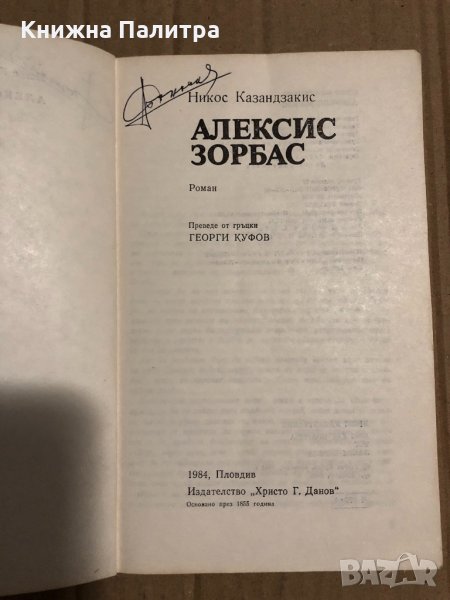 Книжна Палитра
Никос Казандзакис
АЛЕКСИС
ЗОРБАС
Роман
Преведе от гръцки
ГЕОРГИ КУФОВ
1984, Пловдив
Издателство „Христо Г. Данов“
Основано през 1855 година
BAZAR